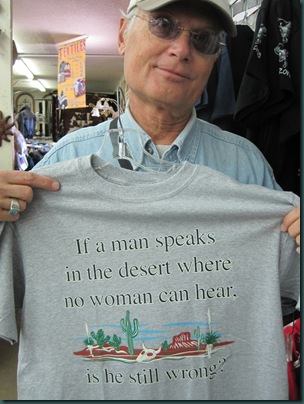 If a man speaks
in the desert where
no woman can hear,
is he still wrong?